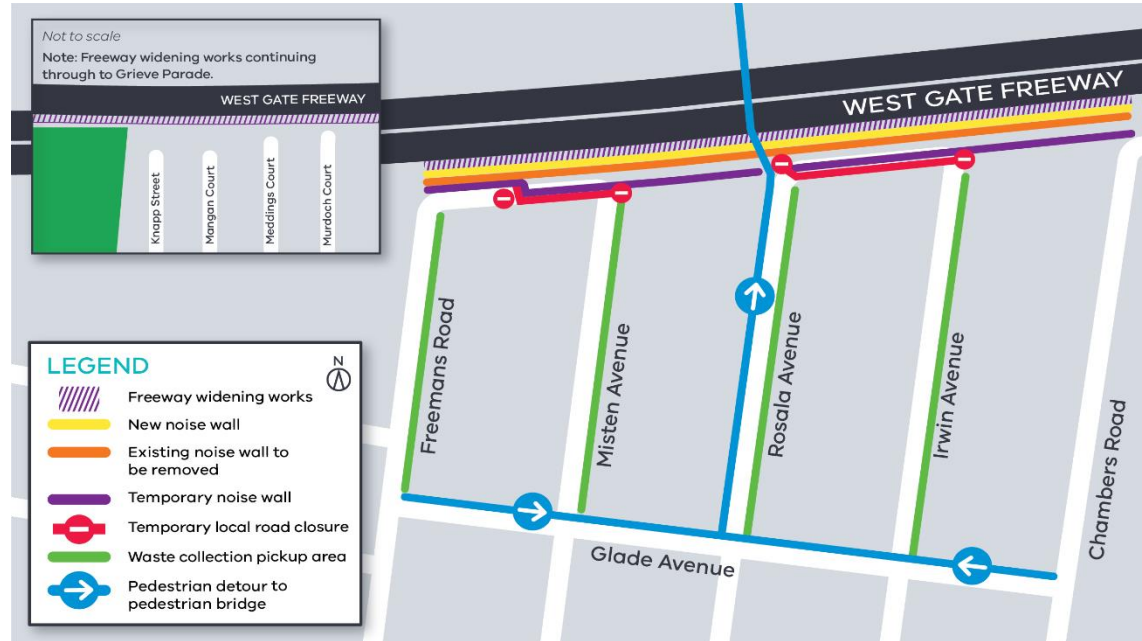 Not to scale
Note: Freeway widening works continuing
through to Grieve Parade.
WEST GATE FREEWAY
Knapp Street
Mangan Court
Meddings Court
Murdoch Court
WEST GATE FREEWAY
Freemans Road
Misten Avenue
Rosala Avenue
Irwin Avenue
Chambers Road
Glade Avenue
LEGEND
N
Freeway widening works
New noise wall
Existing noise wall to
be removed
Temporary noise wall
Temporary local road closure
Waste collection pickup area
Pedestrian detour to
pedestrian bridge